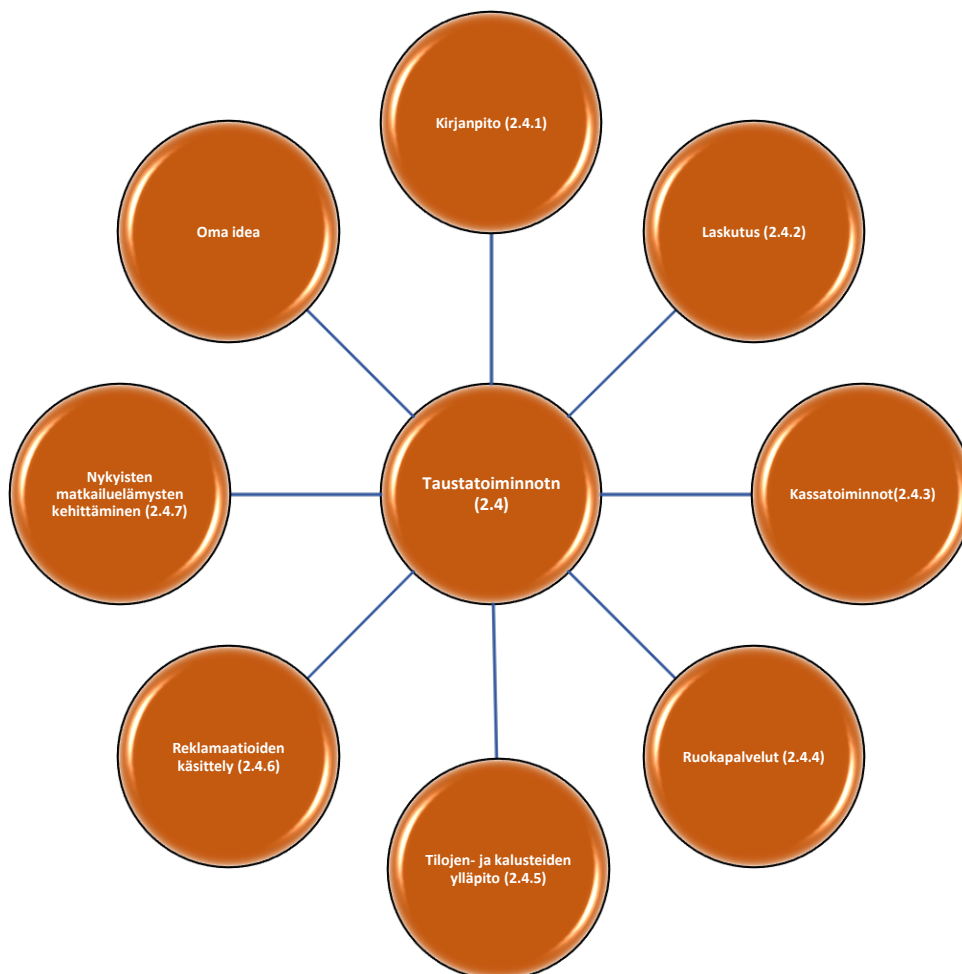 Kirjanpito (2.4.1)
Oma idea
Laskutus (2.4.2)
Nykyisten
matkailuelämysten
kehittäminen (2.4.7)
Taustatoiminnotn
(2.4)
Kassatoiminnot(2.4.3)
Reklamaatioiden
käsittely (2.4.6)
Ruokapalvelut (2.4.4)
Tilojen- ja kalusteiden
ylläpito (2.4.5)